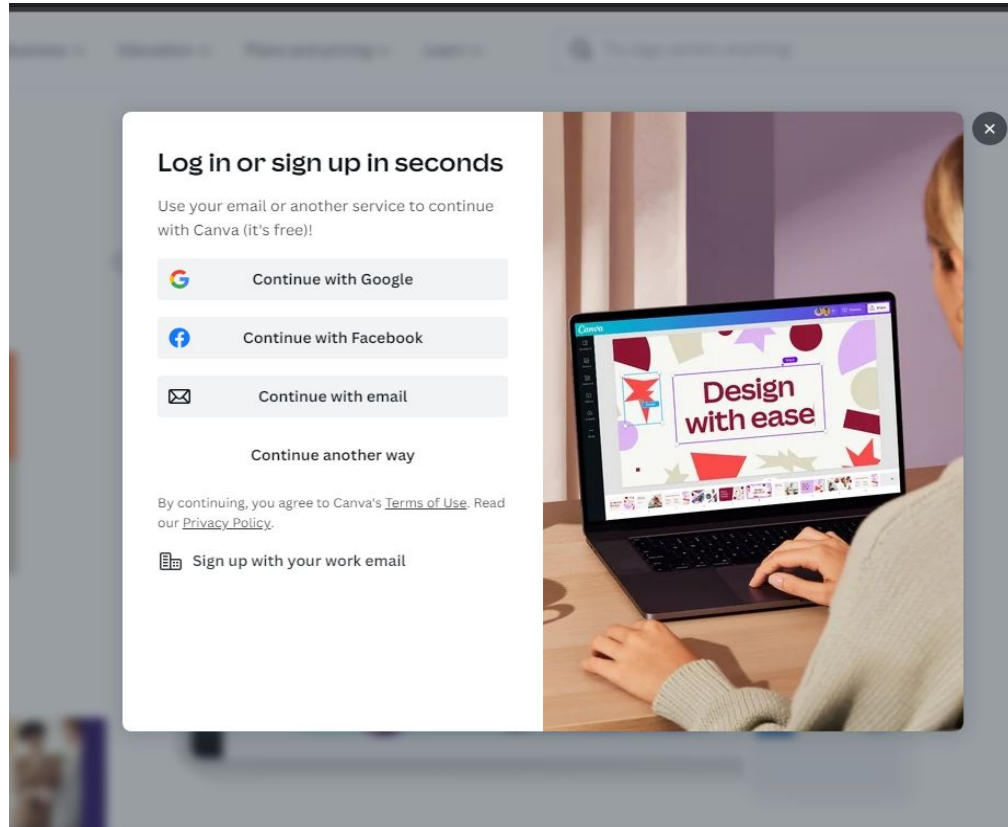 Log in or sign up in seconds
Use your email or another service to continue
with Canva (it's free)!
Continue with Google
Continue with Facebook
Continue with email
Continue another way
By continuing, you agree to Canva's Terms of Use. Read
our Privacy Policy.
Sign up with your work email
Canva
Design
with ease